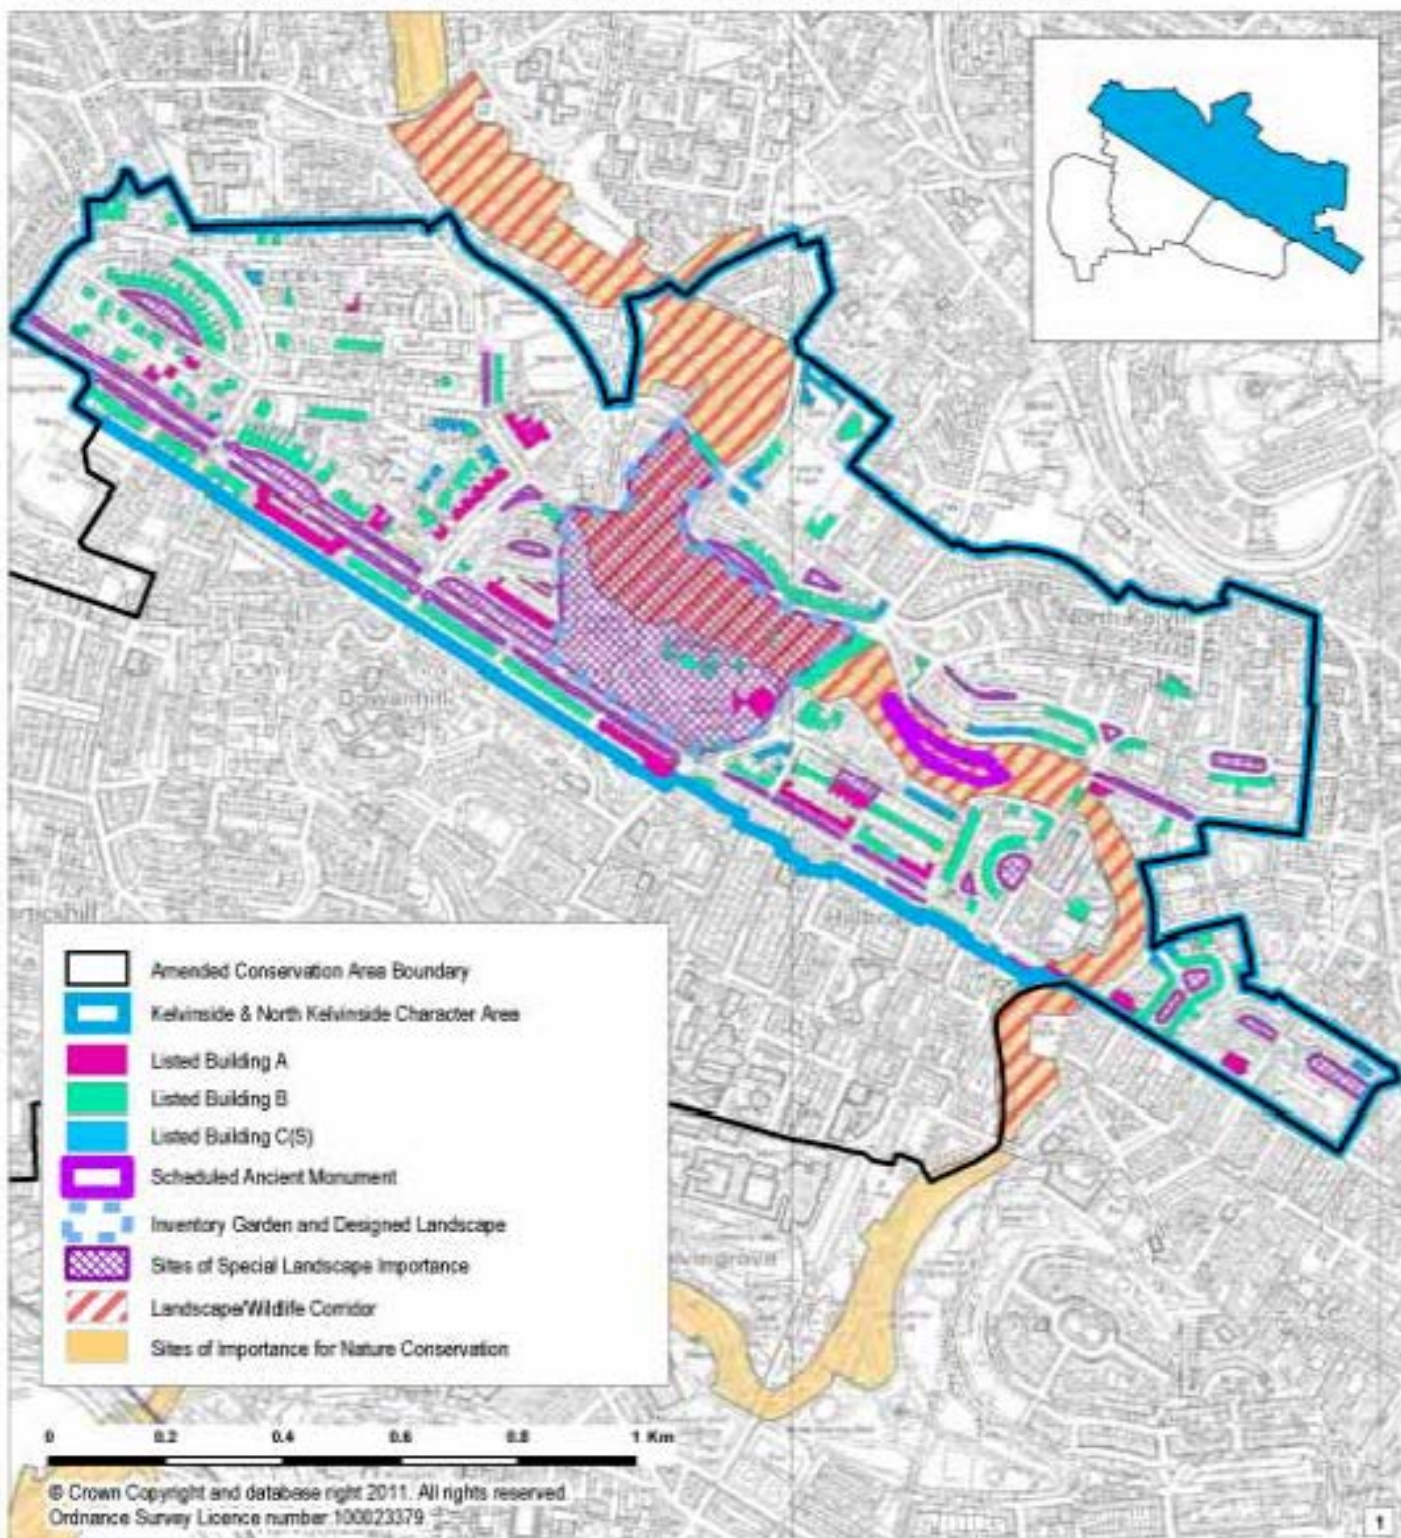 North Kelvin
Dowanhill
Amended Conservation Area Boundary
Kelvinside & North Kelvinside Character Area
Listed Building A
Listed Building B
Listed Building C(S)
Scheduled Ancient Monument
Inventory Garden and Designed Landscape
Sites of Special Landscape Importance
Landscape/Wildlife Corridor
Sites of Importance for Nature Conservation
0 0.2 0.4 0.6 0.8 1 Km
© Crown Copyright and database right 2011. All rights reserved
Ordnance Survey Licence number 100023379
1